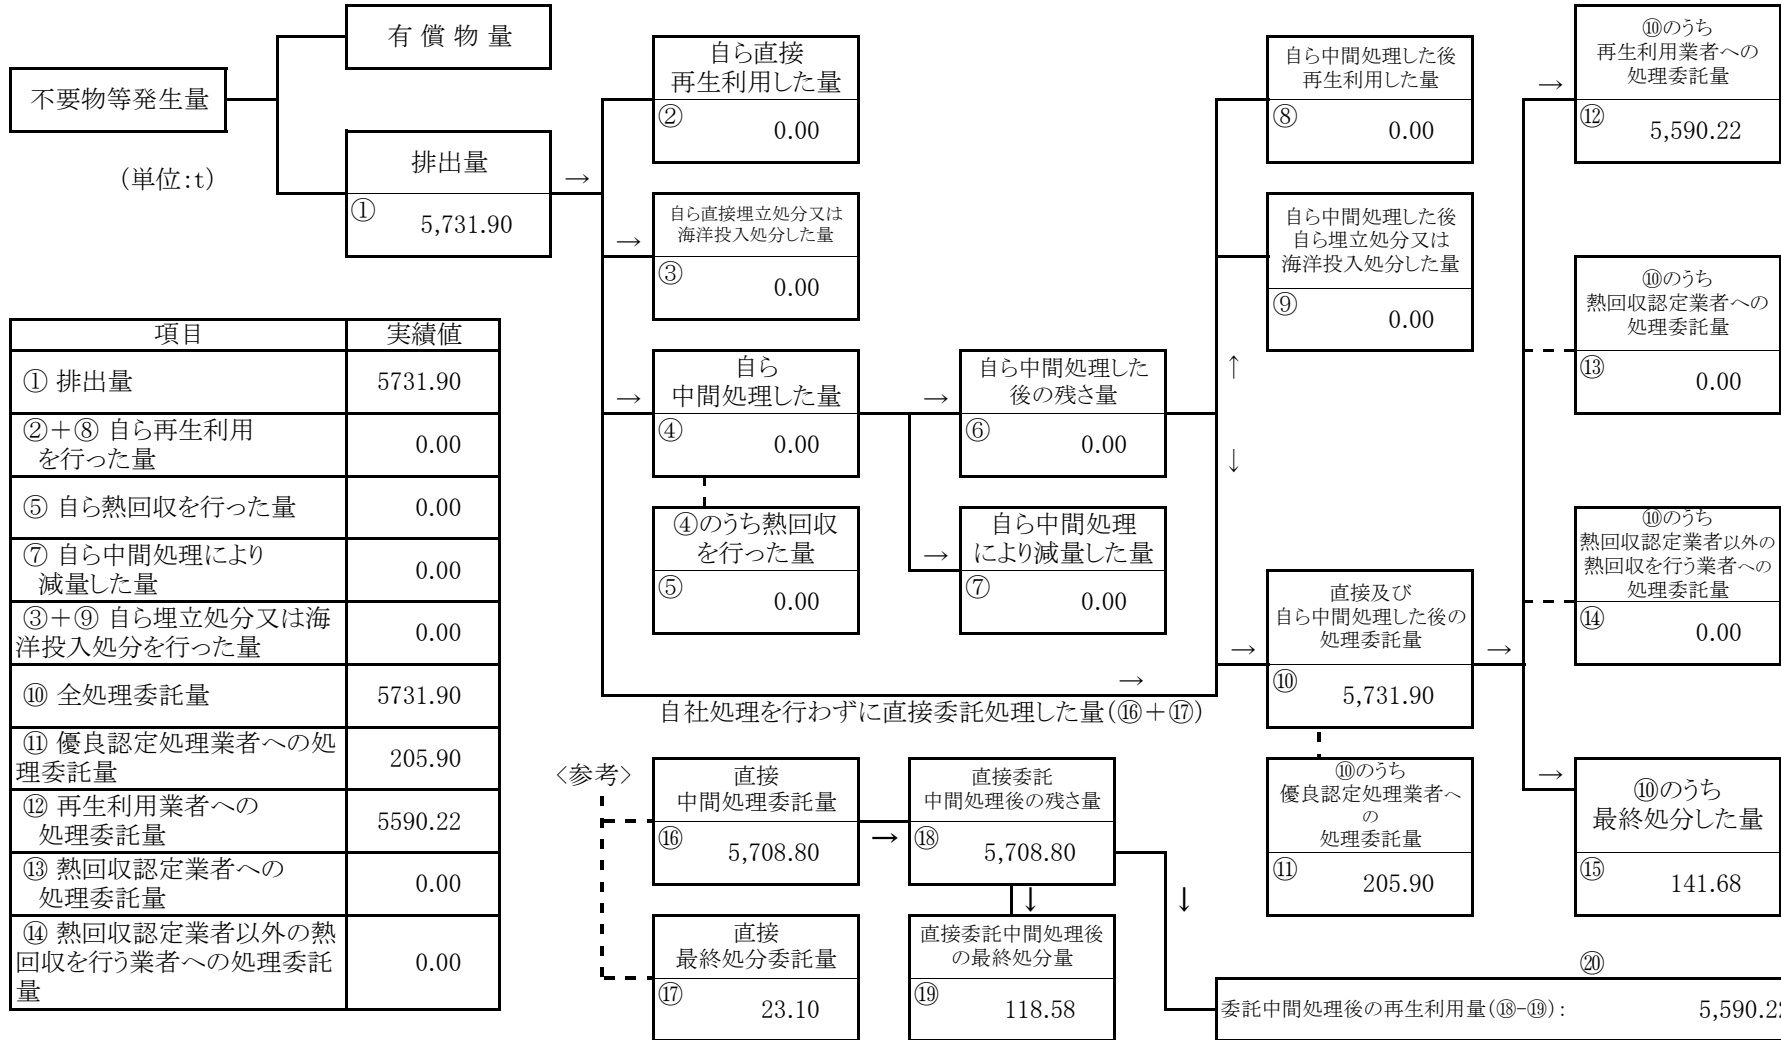 不要物等発生量
(単位:t)
有 償 物 量
排出量
① 5,731.90
→
自ら直接
再生利用した量
② 0.00
→
自ら直接埋立処分又は
海洋投入処分した量
③ 0.00
→
自ら
中間処理した量
④ 0.00
④のうち熱回収
を行った量
⑤ 0.00
→
自ら中間処理した
後の残さ量
⑥ 0.00
→
自ら中間処理
により減量した量
⑦ 0.00
↑
↓
自ら中間処理した後
再生利用した量
⑧ 0.00
自ら中間処理した後
自ら埋立処分又は
海洋投入処分した量
⑨ 0.00
→
直接及び
自ら中間処理した後の
処理委託量
⑩ 5,731.90
⑩のうち
優良認定処理業者へ
の
処理委託量
⑪ 205.90
→
→
⑩のうち
再生利用業者への
処理委託量
⑫ 5,590.22
⑩のうち
熱回収認定業者への
処理委託量
⑬ 0.00
⑩のうち
熱回収認定業者以外の
熱回収を行う業者への
処理委託量
⑭ 0.00
→
⑩のうち
最終処分した量
⑮ 141.68
→
自社処理を行わずに直接委託処理した量(⑯+⑰)
〈参考〉
直接
中間処理委託量
⑯ 5,708.80
→
直接委託
中間処理後の残さ量
⑱ 5,708.80
↓
↓
直接
最終処分委託量
⑰ 23.10
直接委託中間処理後
の最終処分量
⑲ 118.58
⑳
委託中間処理後の再生利用量(⑱-⑲): 5,590.22
項目 実績値
① 排出量 5731.90
②+⑧ 自ら再生利用
を行った量 0.00
⑤ 自ら熱回収を行った量 0.00
⑦ 自ら中間処理により
減量した量 0.00
③+⑨ 自ら埋立処分又は海
洋投入処分を行った量 0.00
⑩ 全処理委託量 5731.90
⑪ 優良認定処理業者への処
理委託量 205.90
⑫ 再生利用業者への
処理委託量 5590.22
⑬ 熱回収認定業者への
処理委託量 0.00
⑭ 熱回収認定業者以外の熱
回収を行う業者への処理委託
量 0.00